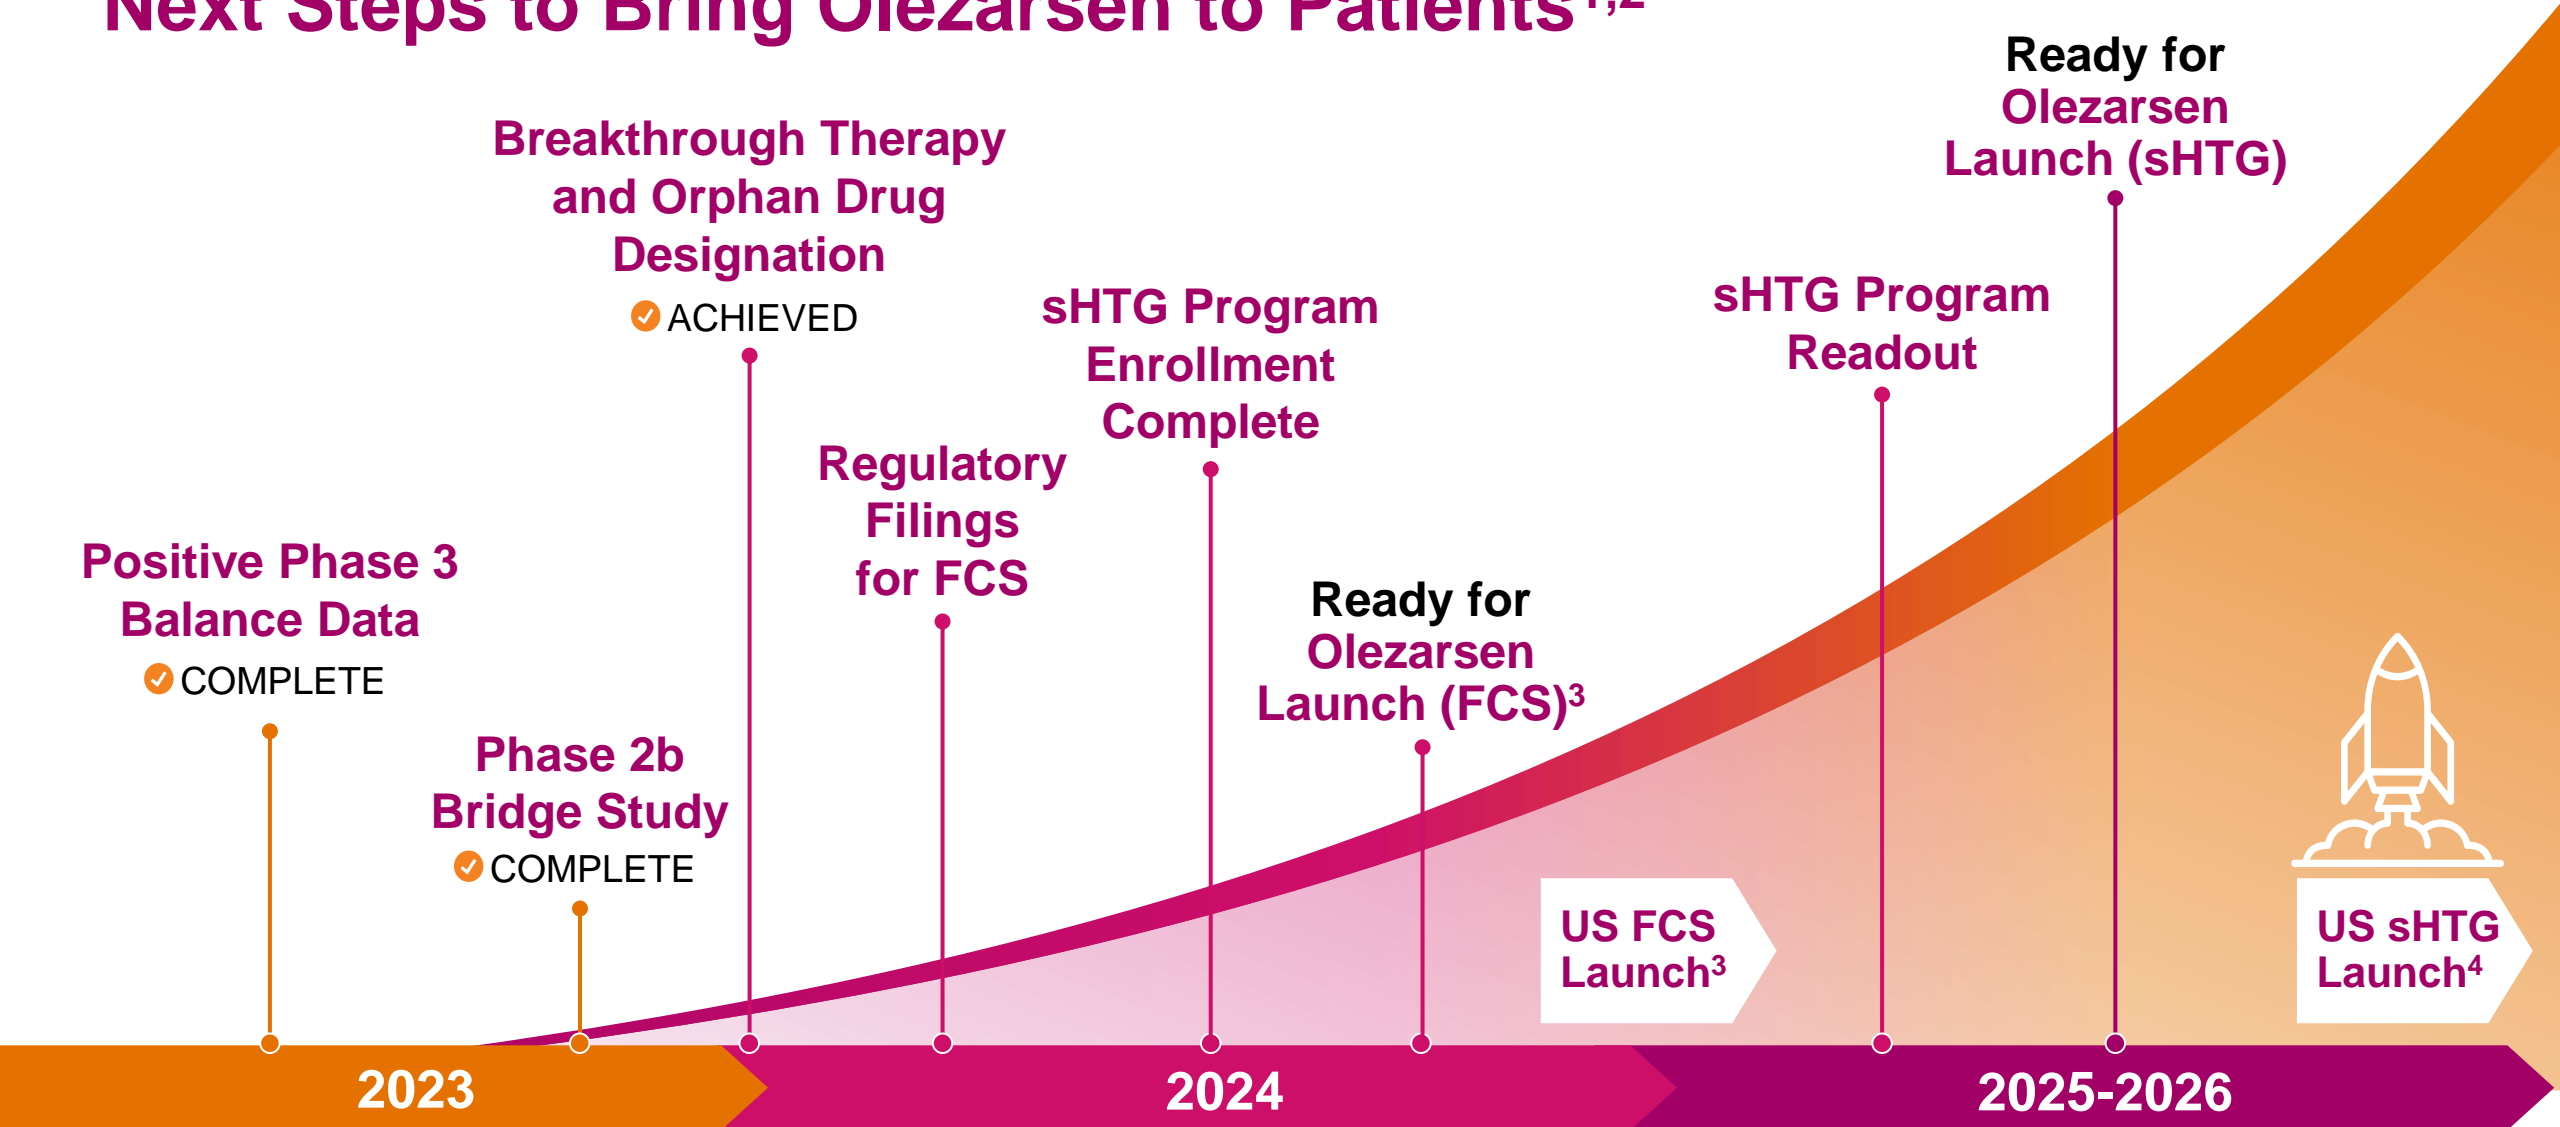 Next Steps to Bring Olezarsen to Patients1,2
Positive Phase 3
Balance Data
COMPLETE
Phase 2b
Bridge Study
COMPLETE
Breakthrough Therapy
and Orphan Drug
Designation
ACHIEVED
Regulatory
Filings
for FCS
sHTG Program
Enrollment
Complete
Ready for
Olezarsen
Launch (FCS)3
sHTG Program
Readout
Ready for
Olezarsen
Launch (sHTG)
US FCS
Launch3
US sHTG
Launch4
2023
2024
2025-2026